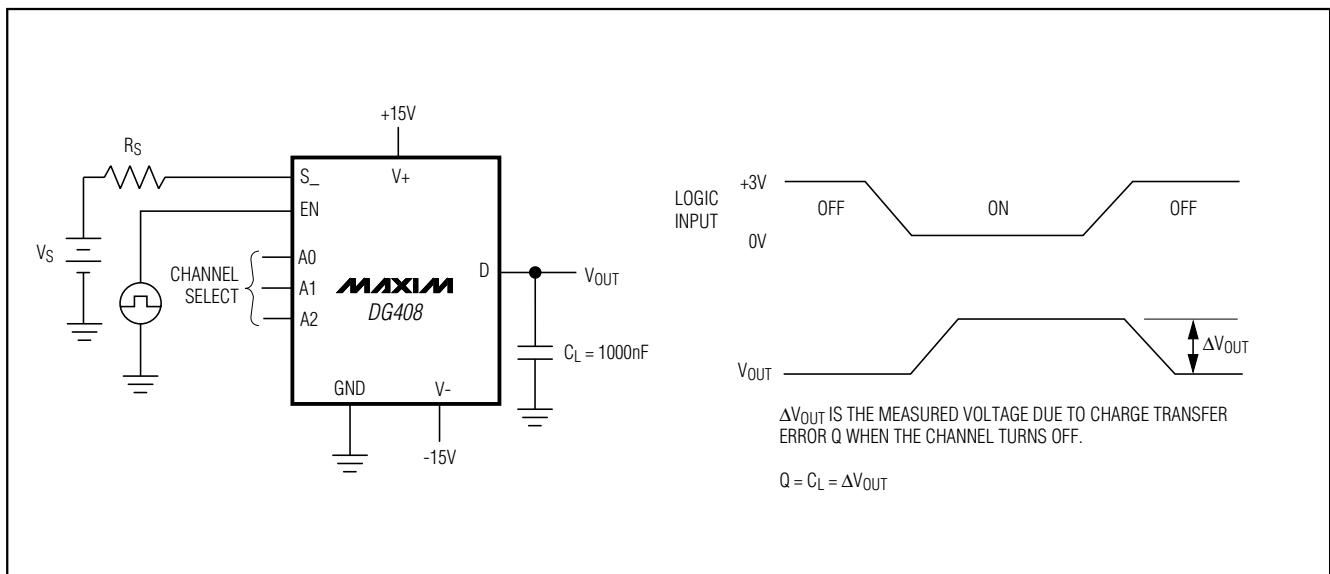 +15V
RS
S_
V+
EN
VS
CHANNEL
SELECT
A0
A1
A2
MAXIM
DG408
D
VOUT
CL = 1000nF
GND
V-
-15V
LOGIC
INPUT
+3V
0V
OFF
ON
OFF
VOUT
ΔVOUT
ΔVOUT IS THE MEASURED VOLTAGE DUE TO CHARGE TRANSFER
ERROR Q WHEN THE CHANNEL TURNS OFF.
Q = CL = ΔVOUT